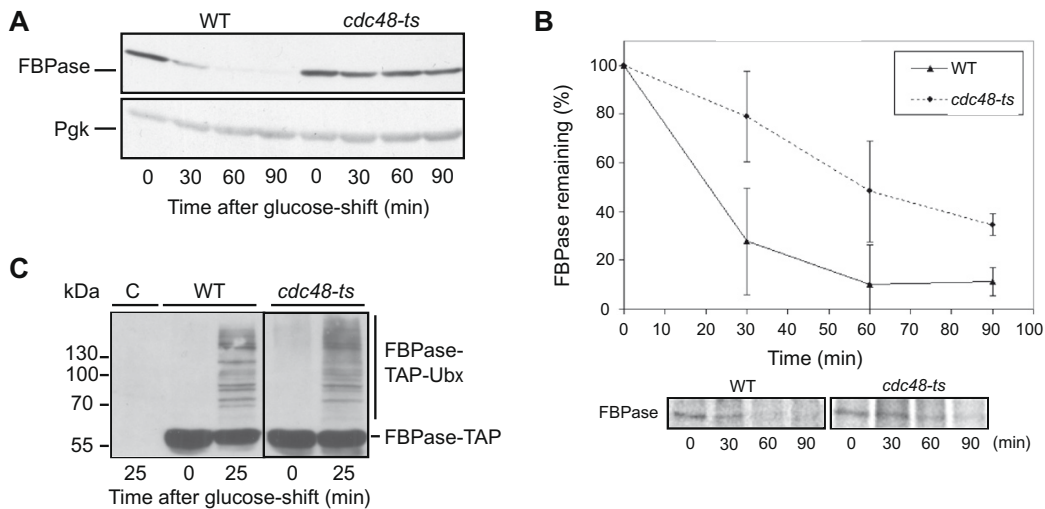 A
WT cdc48-ts
FBPase
Pgk
0 30 60 90 0 30 60 90
Time after glucose-shift (min)
B
FBPase remaining (%)
100
80
60
40
20
0
WT
cdc48-ts
0 10 20 30 40 50 60 70 80 90 100
Time (min)
WT cdc48-ts
FBPase
0 30 60 90 0 30 60 90 (min)
C
kDa C WT cdc48-ts
130
100
70
55
FBPase-
TAP-Ubx
FBPase-TAP
25 0 25 0 25
Time after glucose-shift (min)